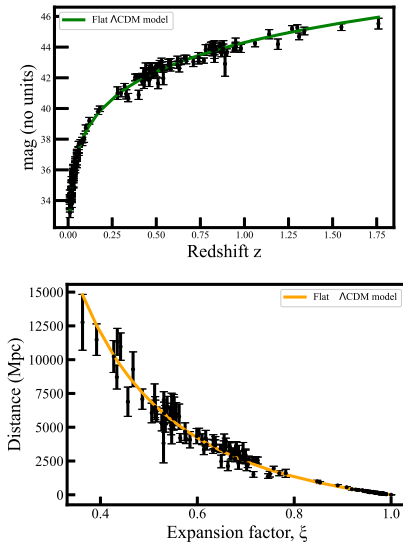 46
Flat ΛCDM model
44
42
40
38
36
34
mag (no units)
0.00 0.25 0.50 0.75 1.00 1.25 1.50 1.75
Redshift z
15000
Flat ΛCDM model
12500
10000
7500
5000
2500
0
Distance (Mpc)
0.4 0.6 0.8 1.0
Expansion factor, ξ